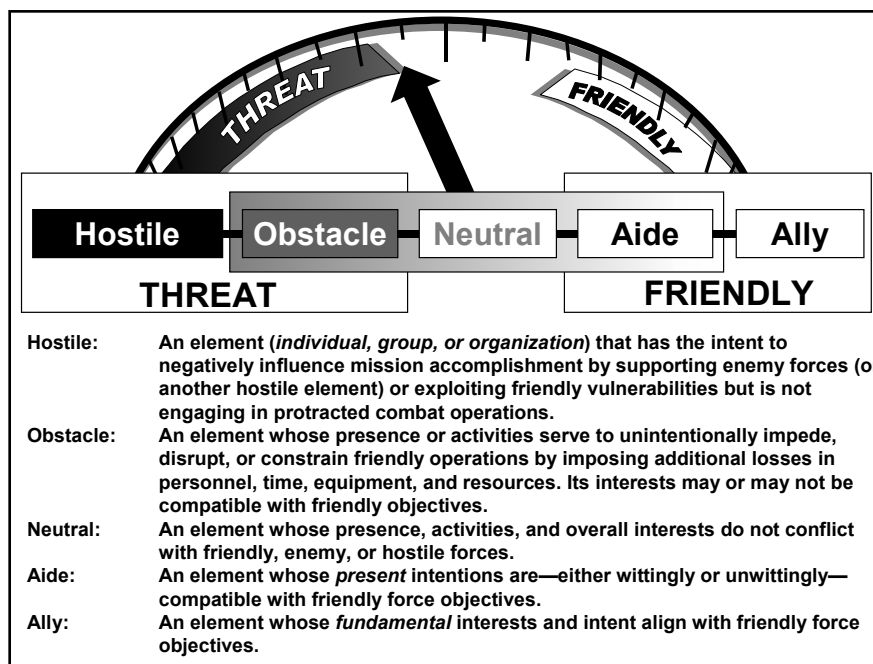 THREAT
FRIENDLY
Hostile Obstacle Neutral Aide Ally
THREAT FRIENDLY
Hostile: An element (individual, group, or organization) that has the intent to
negatively influence mission accomplishment by supporting enemy forces (o
another hostile element) or exploiting friendly vulnerabilities but is not
engaging in protracted combat operations.
Obstacle: An element whose presence or activities serve to unintentionally impede,
disrupt, or constrain friendly operations by imposing additional losses in
personnel, time, equipment, and resources. Its interests may or may not be
compatible with friendly objectives.
Neutral: An element whose presence, activities, and overall interests do not conflict
with friendly, enemy, or hostile forces.
Aide: An element whose present intentions are—either wittingly or unwittingly—
compatible with friendly force objectives.
Ally: An element whose fundamental interests and intent align with friendly force
objectives.